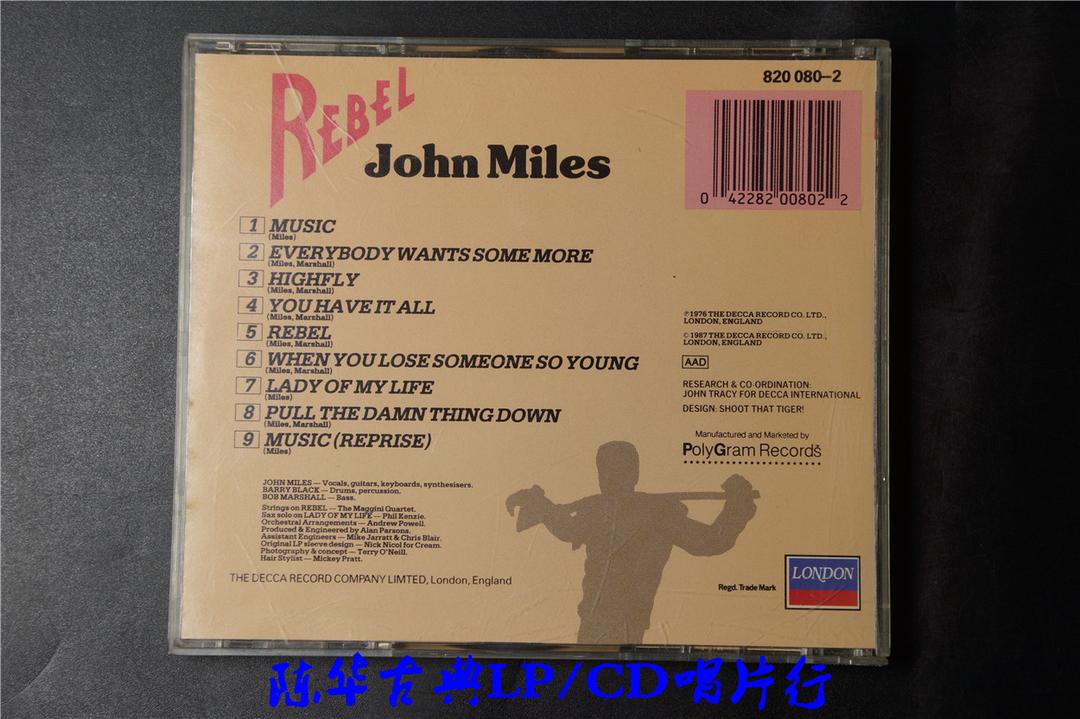 REBEL
John Miles
820 080-2
0 42282 00802 2
1 MUSIC
(Miles)
2 EVERYBODY WANTS SOME MORE
(Miles, Marshall)
3 HIGHFLY
(Miles, Marshall)
4 YOU HAVE IT ALL
(Miles, Marshall)
5 REBEL
(Miles, Marshall)
6 WHEN YOU LOSE SOMEONE SO YOUNG
(Miles, Marshall)
7 LADY OF MY LIFE
(Miles)
8 PULL THE DAMN THING DOWN
(Miles, Marshall)
9 MUSIC (REPRISE)
(Miles)
℗ 1976 THE DECCA RECORD CO. LTD.,
LONDON, ENGLAND
© 1987 THE DECCA RECORD CO. LTD.,
LONDON, ENGLAND
AAD
RESEARCH & CO-ORDINATION:
JOHN TRACY FOR DECCA INTERNATIONAL
DESIGN: SHOOT THAT TIGER!
Manufactured and Marketed by
PolyGram Records
JOHN MILES — Vocals, guitars, keyboards, synthesisers.
BARRY BLACK — Drums, percussion.
BOB MARSHALL — Bass.
Strings on REBEL — The Maggini Quartet.
Sax solo on LADY OF MY LIFE — Phil Kenzie.
Orchestral Arrangements — Andrew Powell.
Produced & Engineered by Alan Parsons.
Assistant Engineers — Mike Jarratt & Chris Blair.
Original LP sleeve design — Nick Nicol for Cream.
Photography & concept — Terry O'Neill.
Hair Stylist — Mickey Pratt.
THE DECCA RECORD COMPANY LIMTED, London, England
Regd. Trade Mark
LONDON
陈华古典LP/CD唱片行